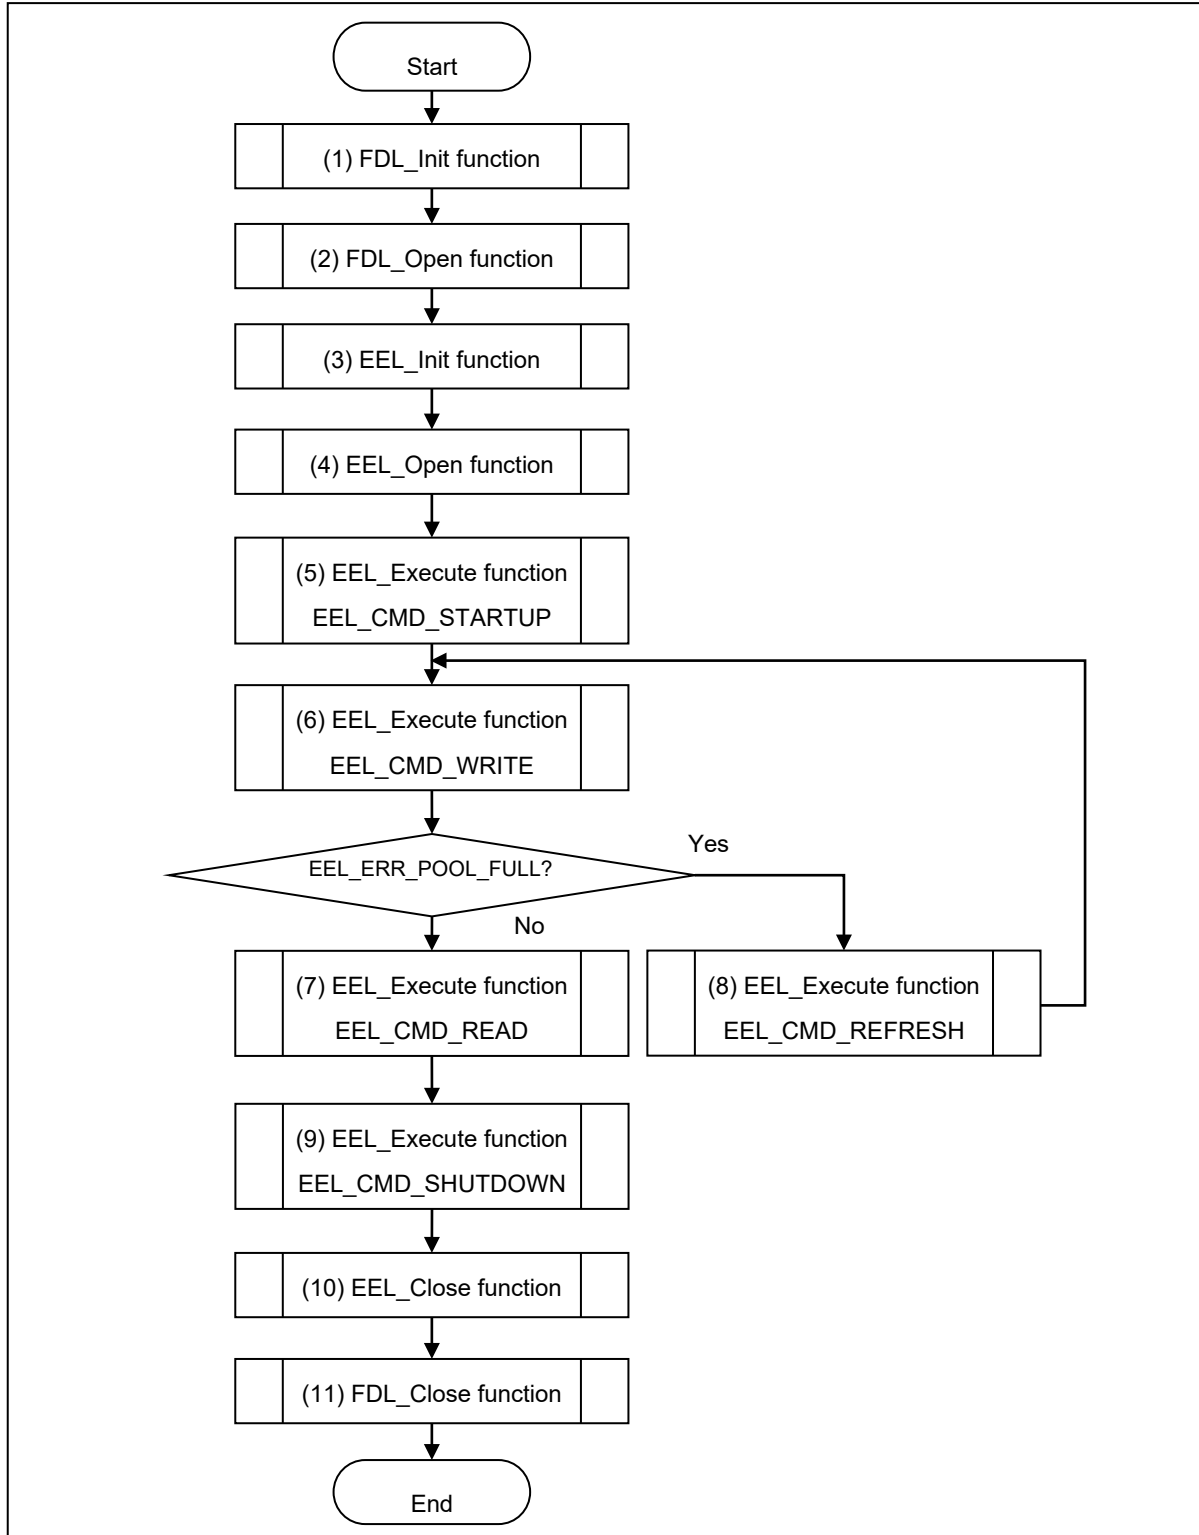 Start
(1) FDL_Init function
(2) FDL_Open function
(3) EEL_Init function
(4) EEL_Open function
(5) EEL_Execute function
EEL_CMD_STARTUP
(6) EEL_Execute function
EEL_CMD_WRITE
EEL_ERR_POOL_FULL?
Yes
No
(7) EEL_Execute function
EEL_CMD_READ
(8) EEL_Execute function
EEL_CMD_REFRESH
(9) EEL_Execute function
EEL_CMD_SHUTDOWN
(10) EEL_Close function
(11) FDL_Close function
End